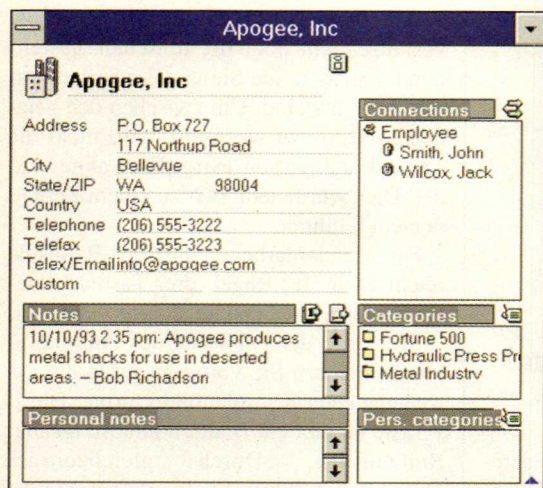 Apogee, Inc
Apogee, Inc
Address P.O. Box 727
117 Northup Road
City Bellevue
State/ZIP WA 98004
Country USA
Telephone (206) 555-3222
Telefax (206) 555-3223
Telex/Email info@apogee.com
Custom
Connections
Employee
Smith, John
Wilcox, Jack
Notes
10/10/93 2.35 pm: Apogee produces
metal shacks for use in deserted
areas. – Bob Richadson
Categories
Fortune 500
Hydraulic Press Pr
Metal Industry
Personal notes
Pers. categories